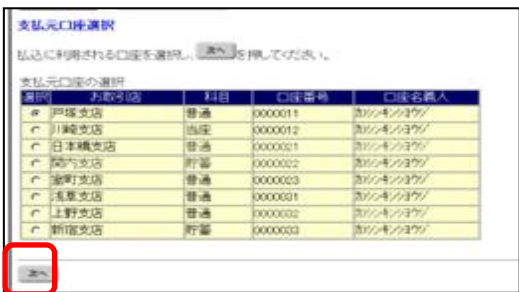 支払元口座選択
払込に利用される口座を選択し、 次へ を押してください。
支払元口座の選択
選択 お取引店 科目 口座番号 口座名義人
戸塚支店 普通 0000011
川崎支店 当座 0000012
日本橋支店 普通 0000021
関内支店 貯蓄 0000022
室町支店 普通 0000023
浅草支店 普通 0000031
上野支店 普通 0000032
新宿支店 貯蓄 0000033
次へ